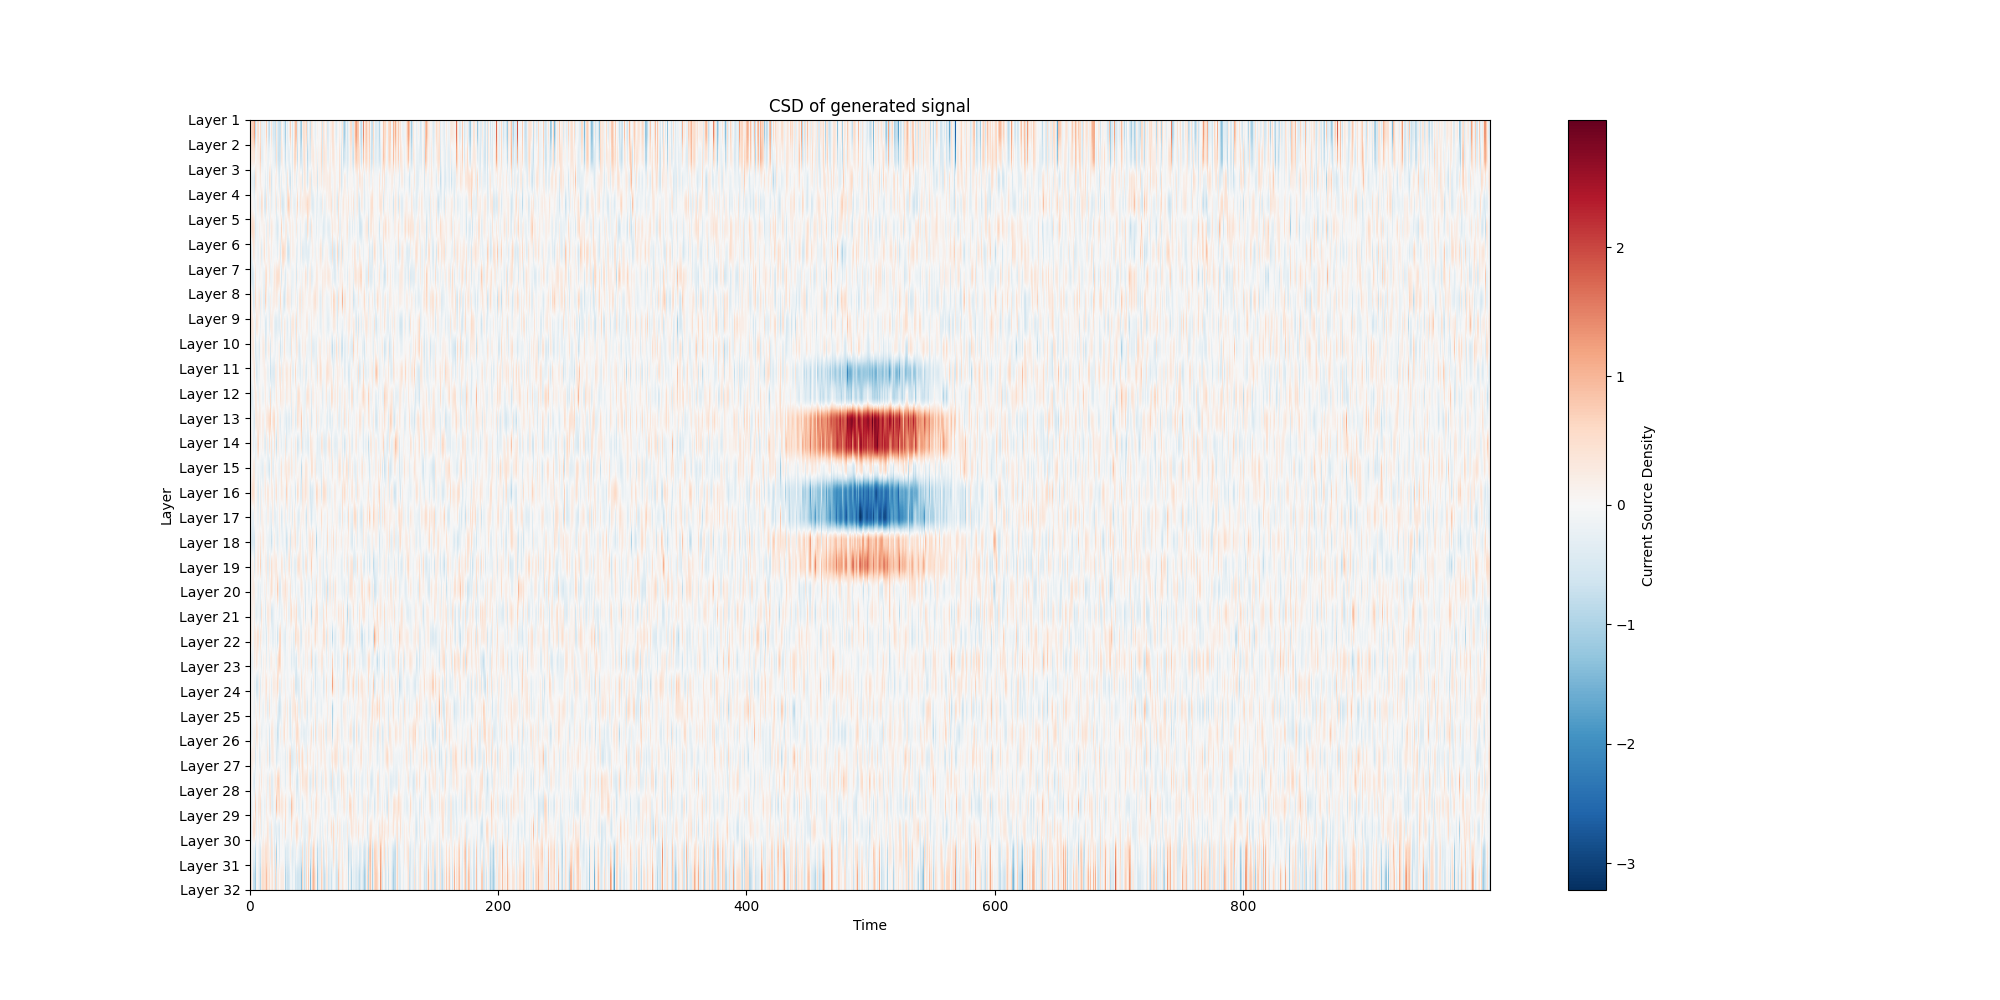 CSD of generated signal
Layer 1
Layer 2
Layer 3
Layer 4
Layer 5
Layer 6
Layer 7
Layer 8
Layer 9
Layer 10
Layer 11
Layer 12
Layer 13
Layer 14
Layer 15
Layer 16
Layer 17
Layer 18
Layer 19
Layer 20
Layer 21
Layer 22
Layer 23
Layer 24
Layer 25
Layer 26
Layer 27
Layer 28
Layer 29
Layer 30
Layer 31
Layer 32
Layer
0 200 400 600 800
Time
2
1
0
−1
−2
−3
Current Source Density